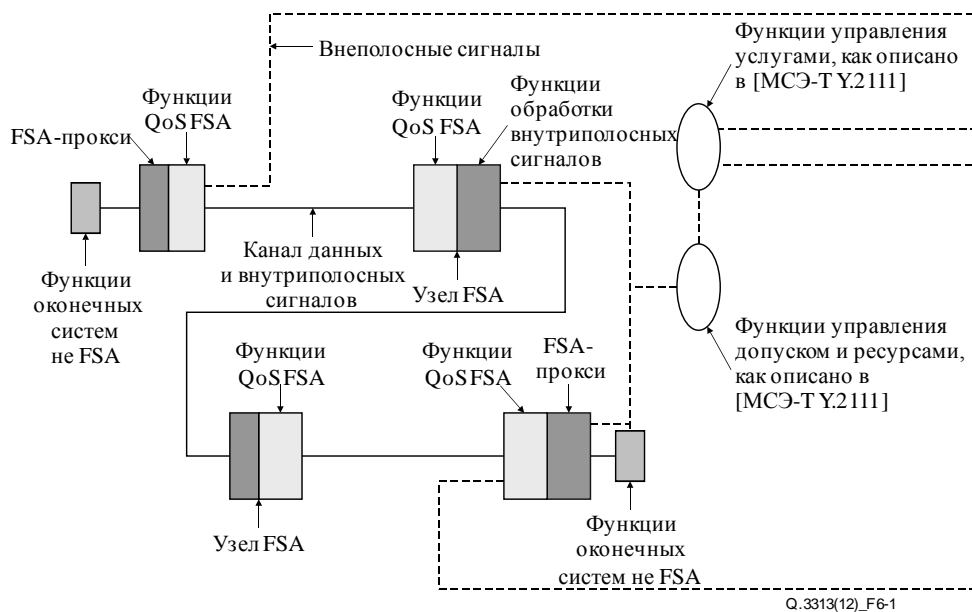 Внеполосные сигналы
Функции управления
услугами, как описано
в [МСЭ-Т Y.2111]
Функции
QoS FSA
FSA-прокси
Функции
QoS FSA
Функции
обработки
внутриполосных
сигналов
Канал данных
и внутриполосных
сигналов
Узел FSA
Функции
оконечных
систем
не FSA
Функции управления
допуском и ресурсами,
как описано в
[МСЭ-Т Y.2111]
Функции
QoS FSA
Функции
QoS FSA
FSA-
прокси
Узел FSA
Функции
оконечных
систем не FSA
Q.3313(12)_F6-1